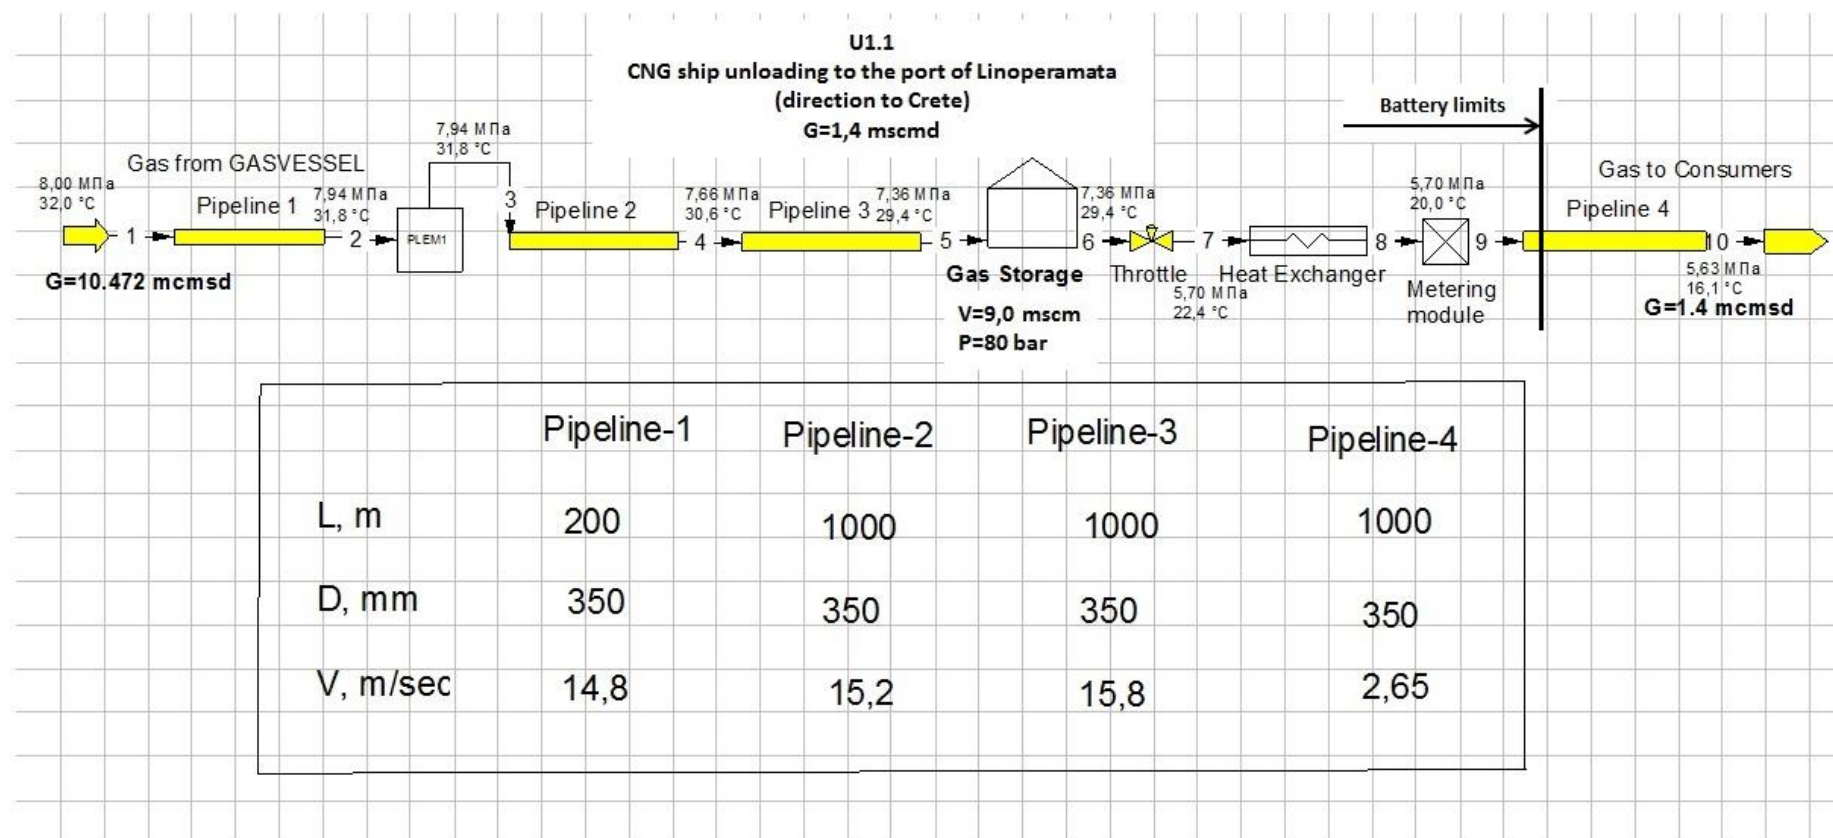 U1.1
CNG ship unloading to the port of Linoperamata
(direction to Crete)
G=1,4 mscmd
Battery limits
7,94 МПа
31,8 °C
Gas from GASVESSEL
Gas to Consumers
8,00 МПа
32,0 °C
Pipeline 1
7,94 МПа
31,8 °C
3
Pipeline 2
7,66 МПа
30,6 °C
Pipeline 3
7,36 МПа
29,4 °C
7,36 МПа
29,4 °C
5,70 МПа
20,0 °C
Pipeline 4
1
2
PLEM1
4
5
6
7
8
9
10
G=10.472 mcmsd
Gas Storage
Throttle
Heat Exchanger
Metering
module
5,70 МПа
22,4 °C
5,63 МПа
16,1 °C
G=1.4 mcmsd
V=9,0 mscm
P=80 bar
Pipeline-1 Pipeline-2 Pipeline-3 Pipeline-4
L, m 200 1000 1000 1000
D, mm 350 350 350 350
V, m/sec 14,8 15,2 15,8 2,65